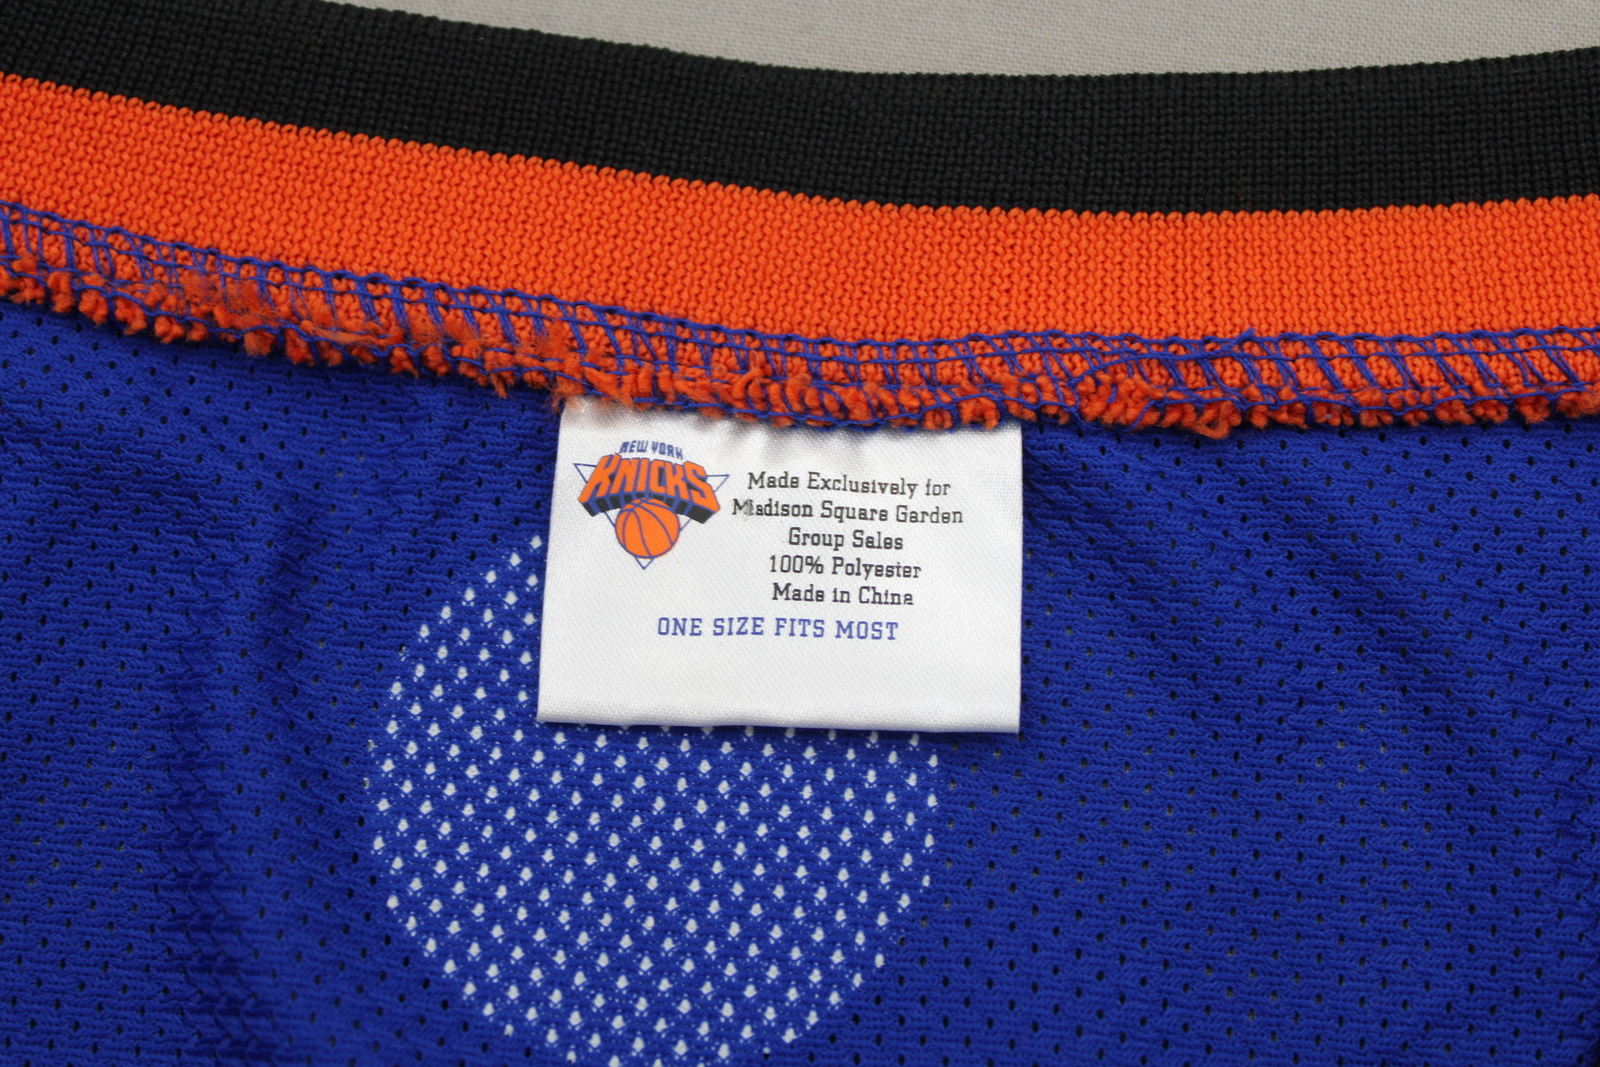 NEW YORK
KNICKS
Made Exclusively for
Madison Square Garden
Group Sales
100% Polyester
Made in China
ONE SIZE FITS MOST